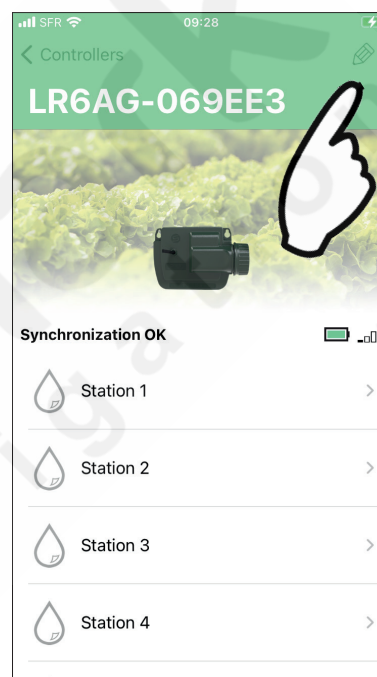 SFR 09:28
Controllers
LR6AG-069EE3
Synchronization OK
Station 1
Station 2
Station 3
Station 4